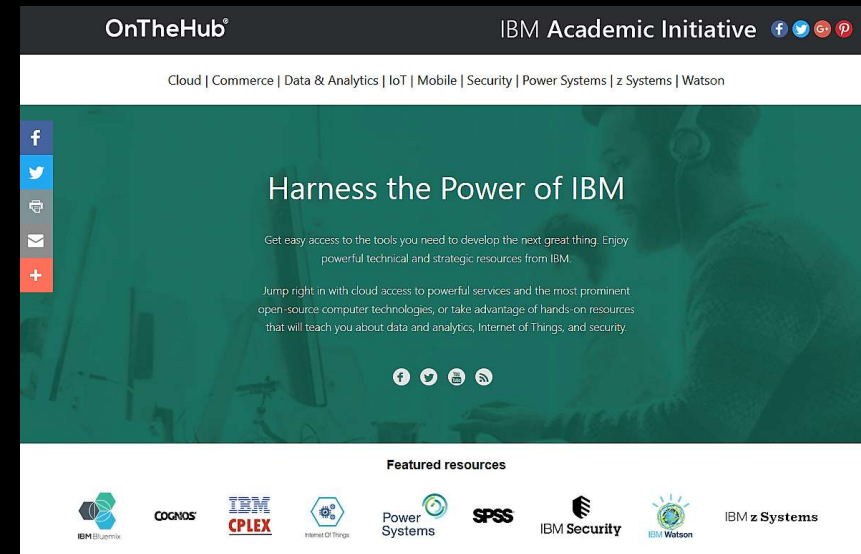 OnTheHub®
IBM Academic Initiative
Cloud | Commerce | Data & Analytics | IoT | Mobile | Security | Power Systems | z Systems | Watson
Harness the Power of IBM
Get easy access to the tools you need to develop the next great thing. Enjoy
powerful technical and strategic resources from IBM.
Jump right in with cloud access to powerful services and the most prominent
open-source computer technologies, or take advantage of hands-on resources
that will teach you about data and analytics, Internet of Things, and security.
You
Tube
Featured resources
IBM Bluemix
COGNOS
IBM
CPLEX
Internet Of Things
Power
Systems
SPSS
IBM Security
IBM Watson
IBM z Systems